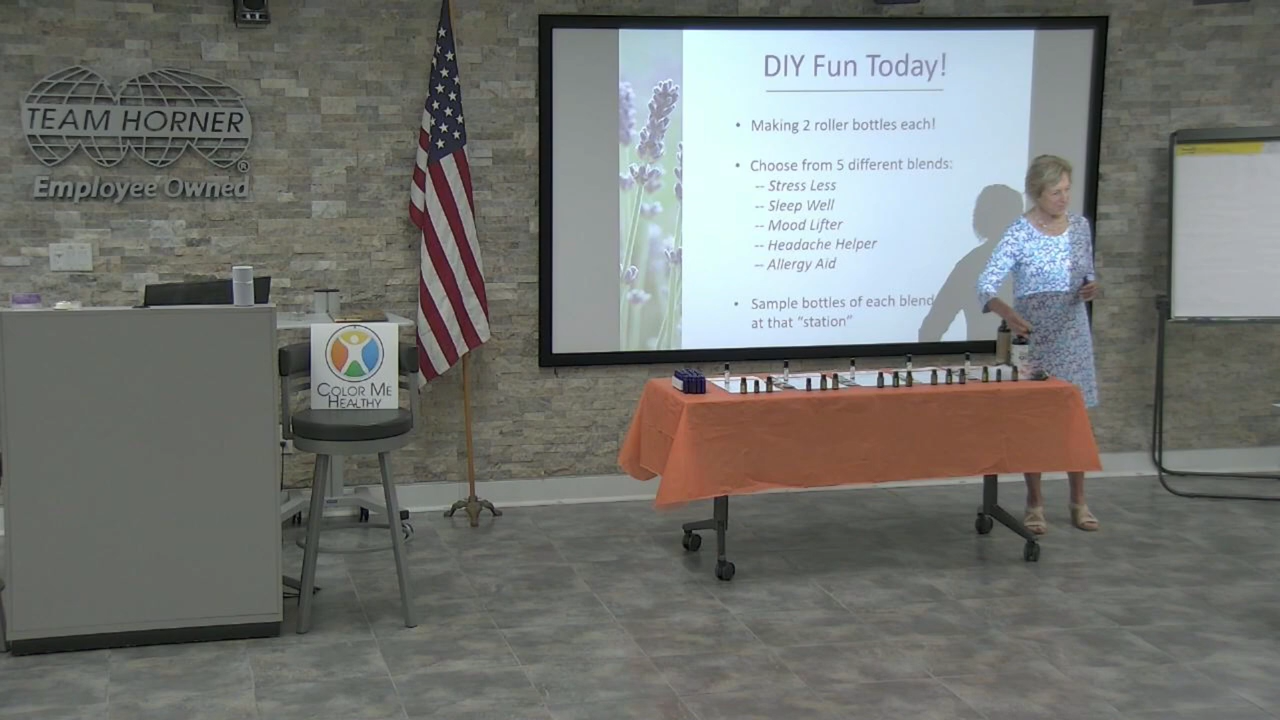 TEAM HORNER
®
Employee Owned
COLOR ME
HEALTHY
DIY Fun Today!
• Making 2 roller bottles each!
• Choose from 5 different blends:
-- Stress Less
-- Sleep Well
-- Mood Lifter
-- Headache Helper
-- Allergy Aid
• Sample bottles of each blend
at that "station"